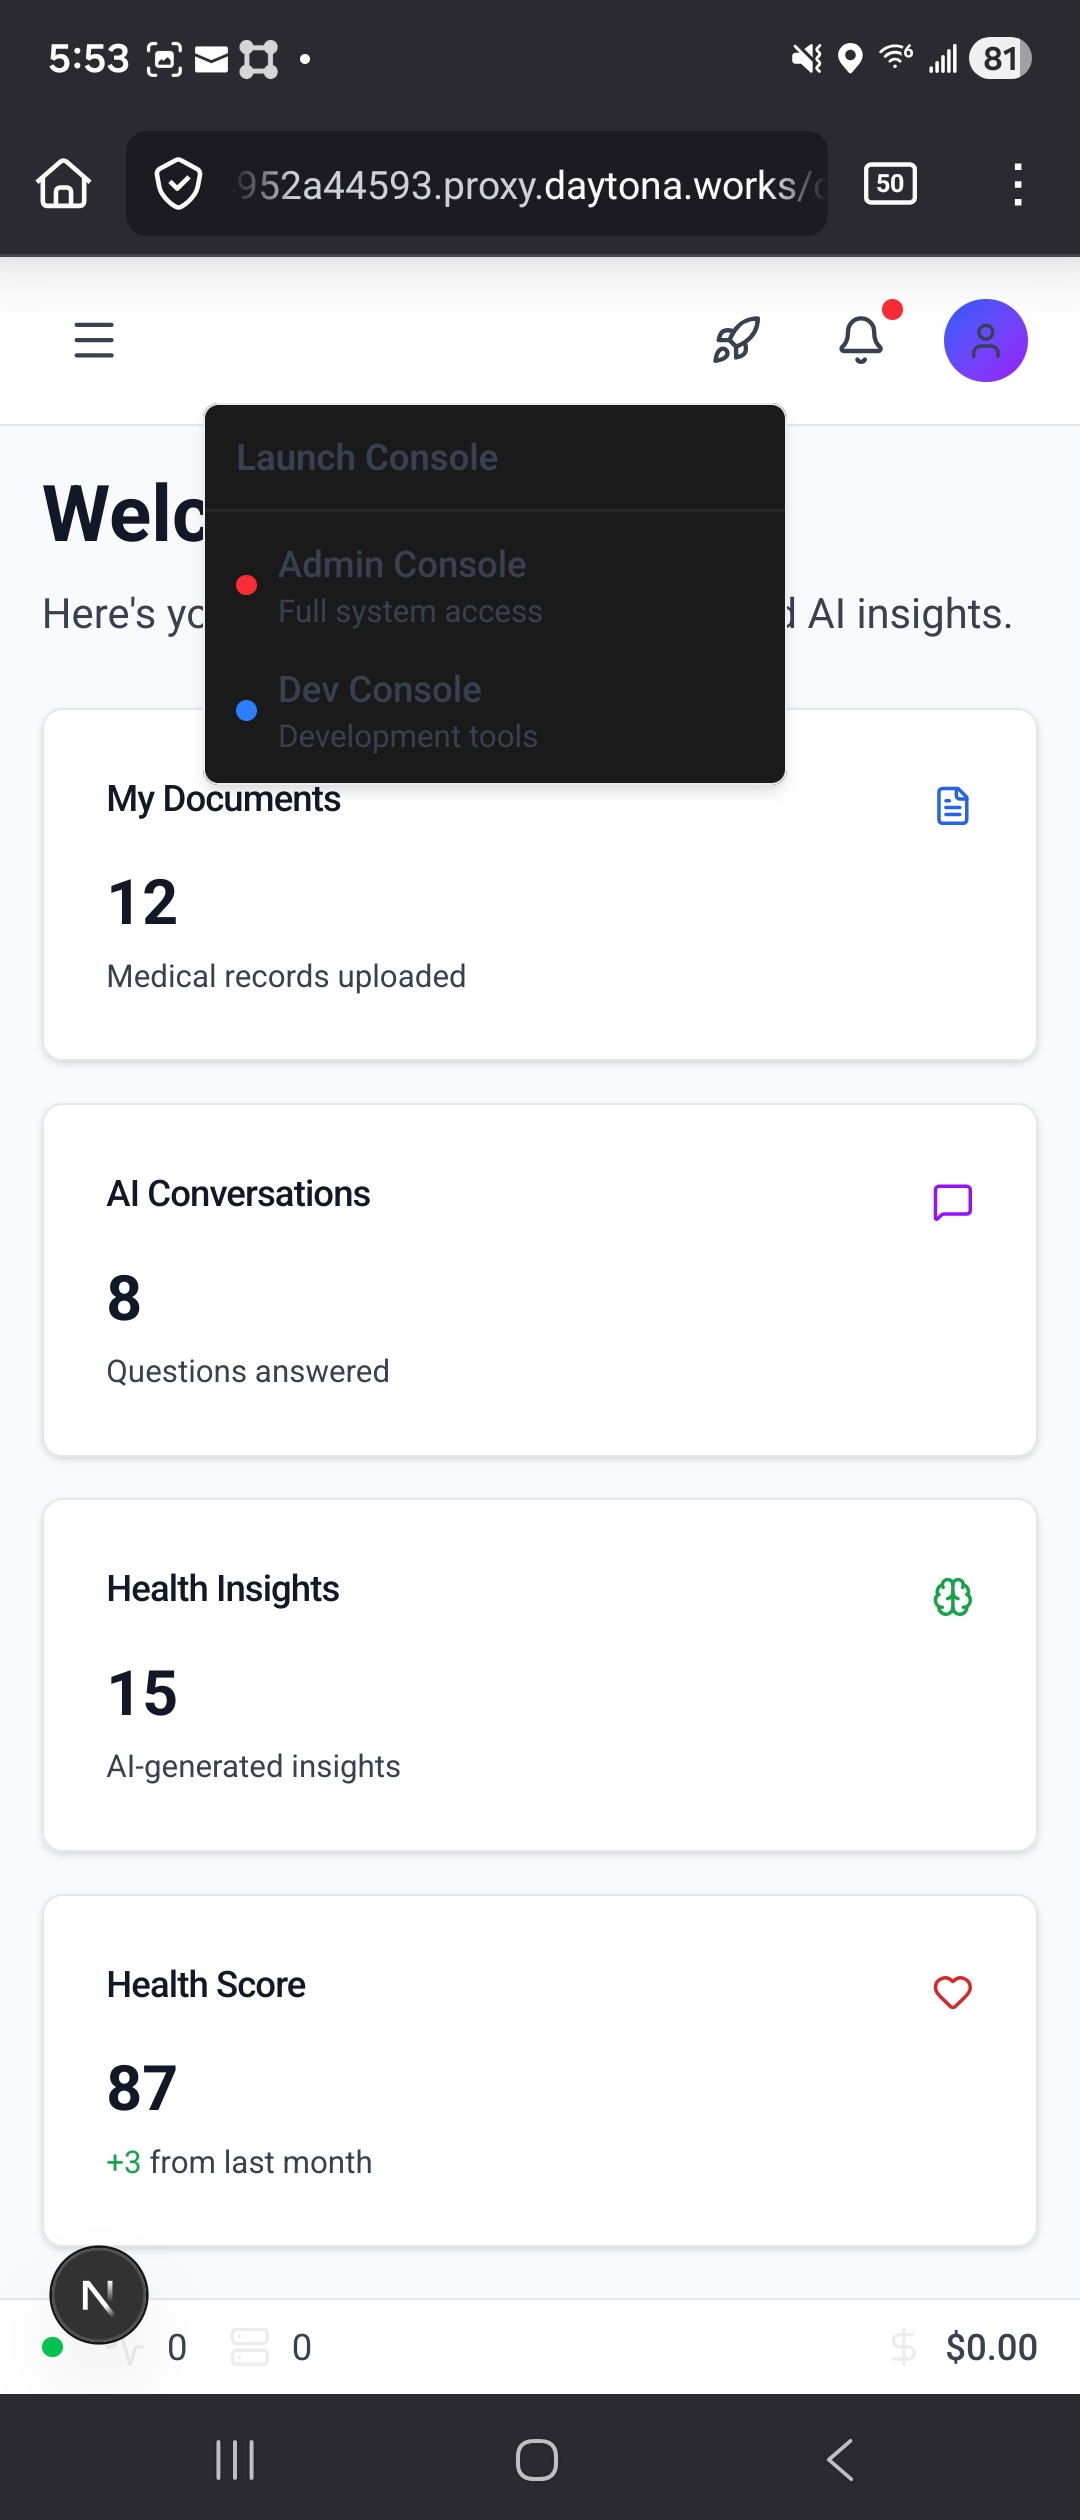 5:53
81
952a44593.proxy.daytona.works/
50
Launch Console
Admin Console
Full system access
Dev Console
Development tools
Welc
Here's yo
d AI insights.
My Documents
12
Medical records uploaded
AI Conversations
8
Questions answered
Health Insights
15
AI-generated insights
Health Score
87
+3 from last month
N
0
0
$0.00